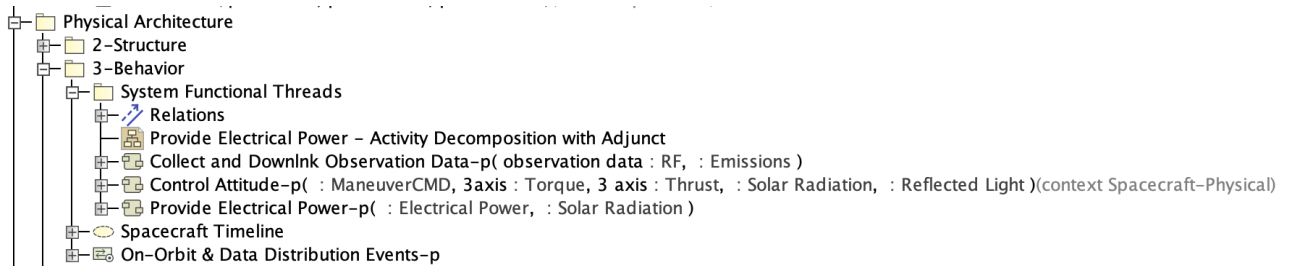 Physical Architecture
2-Structure
3-Behavior
System Functional Threads
Relations
Provide Electrical Power - Activity Decomposition with Adjunct
Collect and Downlnk Observation Data-p( observation data : RF, : Emissions )
Control Attitude-p( : ManeuverCMD, 3axis : Torque, 3 axis : Thrust, : Solar Radiation, : Reflected Light )(context Spacecraft-Physical)
Provide Electrical Power-p( : Electrical Power, : Solar Radiation )
Spacecraft Timeline
On-Orbit & Data Distribution Events-p